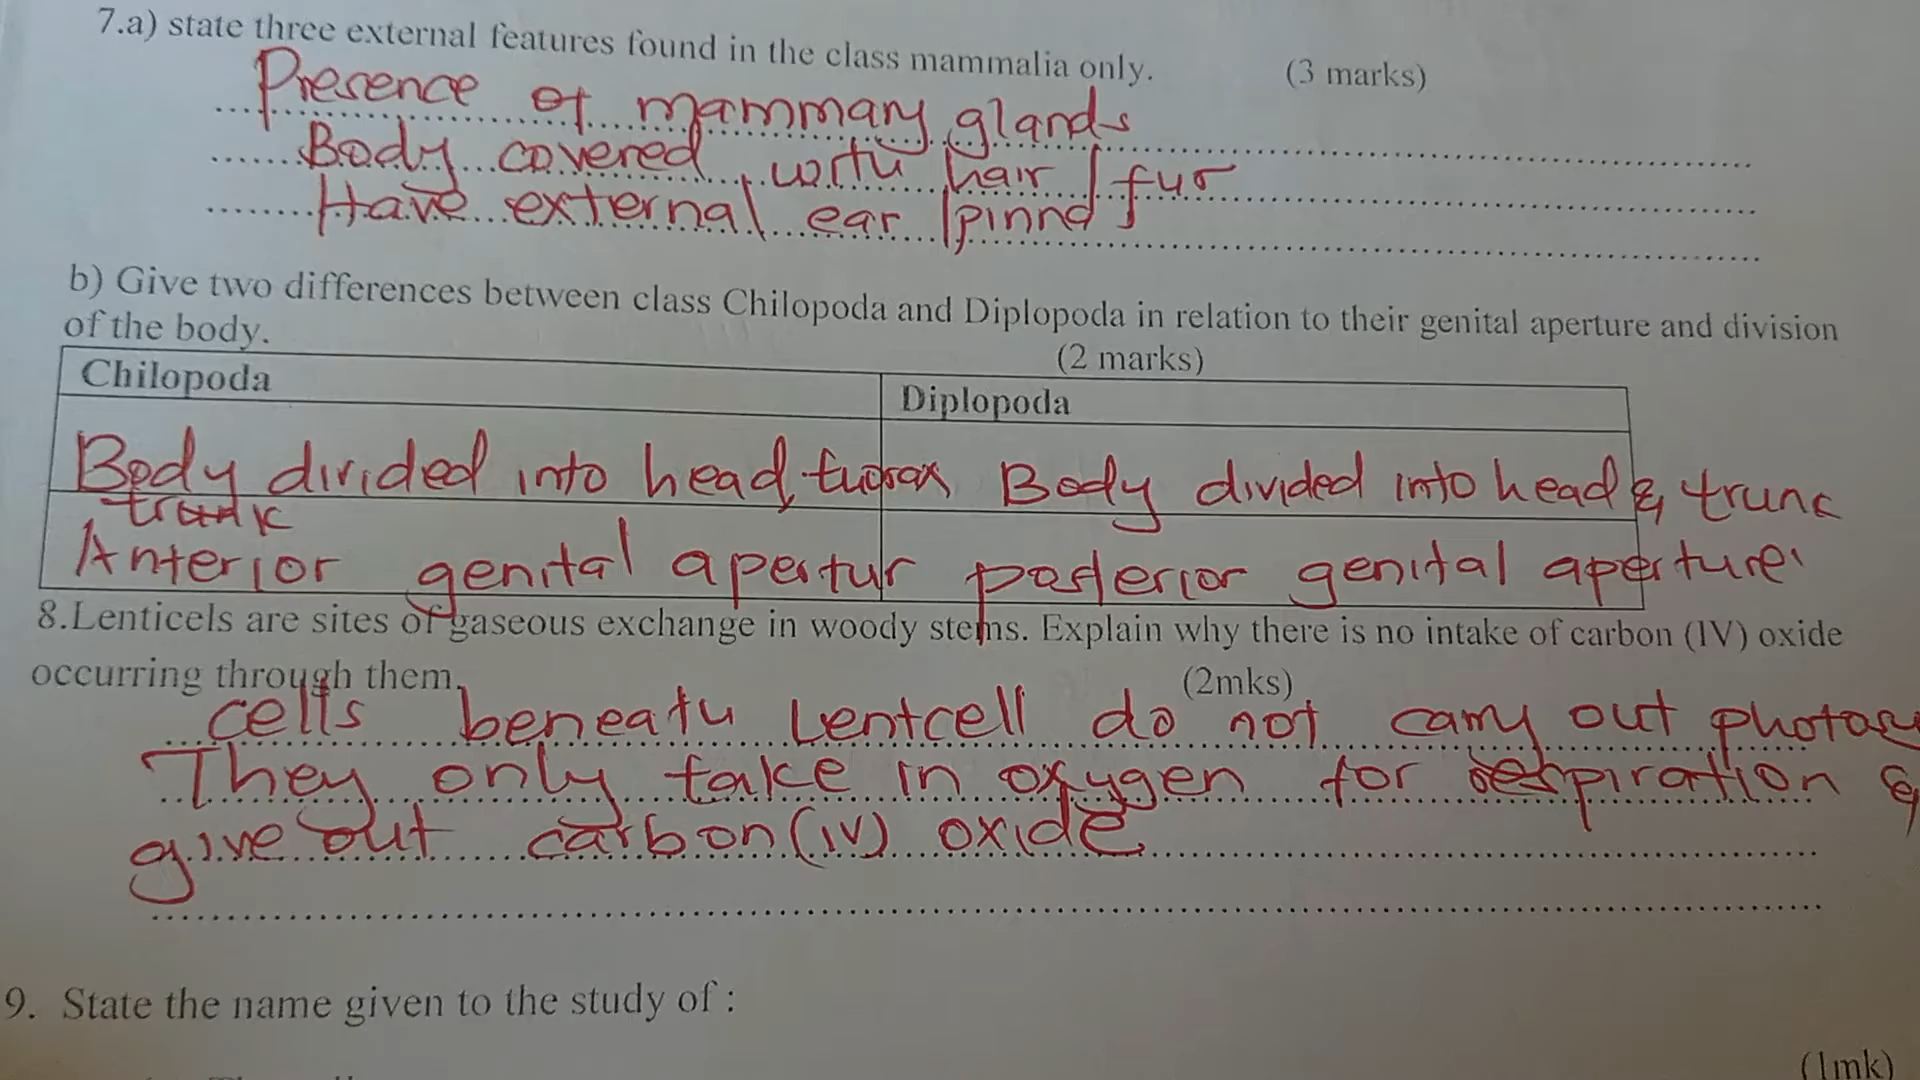 7.a) state three external features found in the class mammalia only. (3 marks)
Presence of mammary glands
Body covered with hair / fur
Have external ear / pinna
b) Give two differences between class Chilopoda and Diplopoda in relation to their genital aperture and division
of the body. (2 marks)
Chilopoda Diplopoda
Body divided into head, thorax Body divided into head & trunc
trunk
Anterior genital apertur posterior genital aperture
8.Lenticels are sites of gaseous exchange in woody stems. Explain why there is no intake of carbon (IV) oxide
occurring through them. (2mks)
cells beneath Lentcell do not carry out photosy
They only take in oxygen for respiration &
give out carbon (iv) oxide
9. State the name given to the study of :
(1mk)